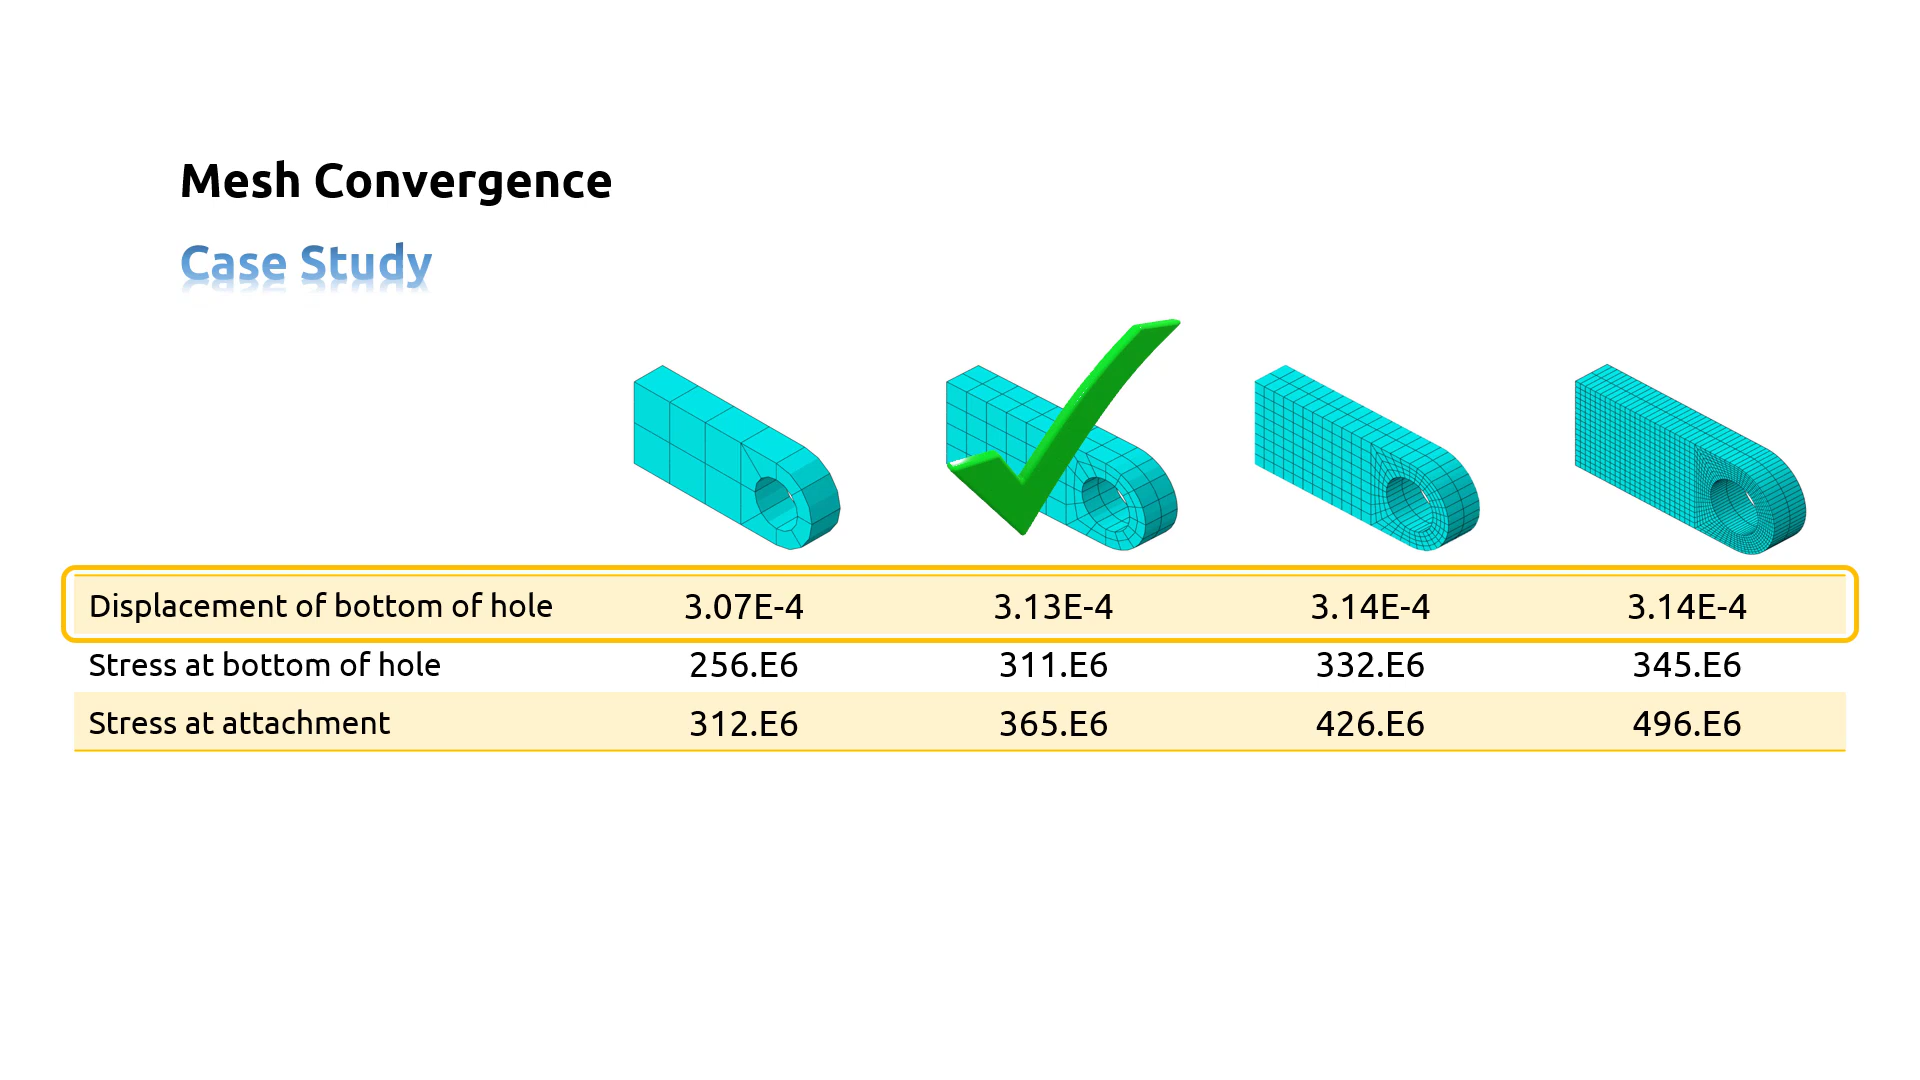 Mesh Convergence
Case Study
Displacement of bottom of hole 3.07E-4 3.13E-4 3.14E-4 3.14E-4
Stress at bottom of hole 256.E6 311.E6 332.E6 345.E6
Stress at attachment 312.E6 365.E6 426.E6 496.E6